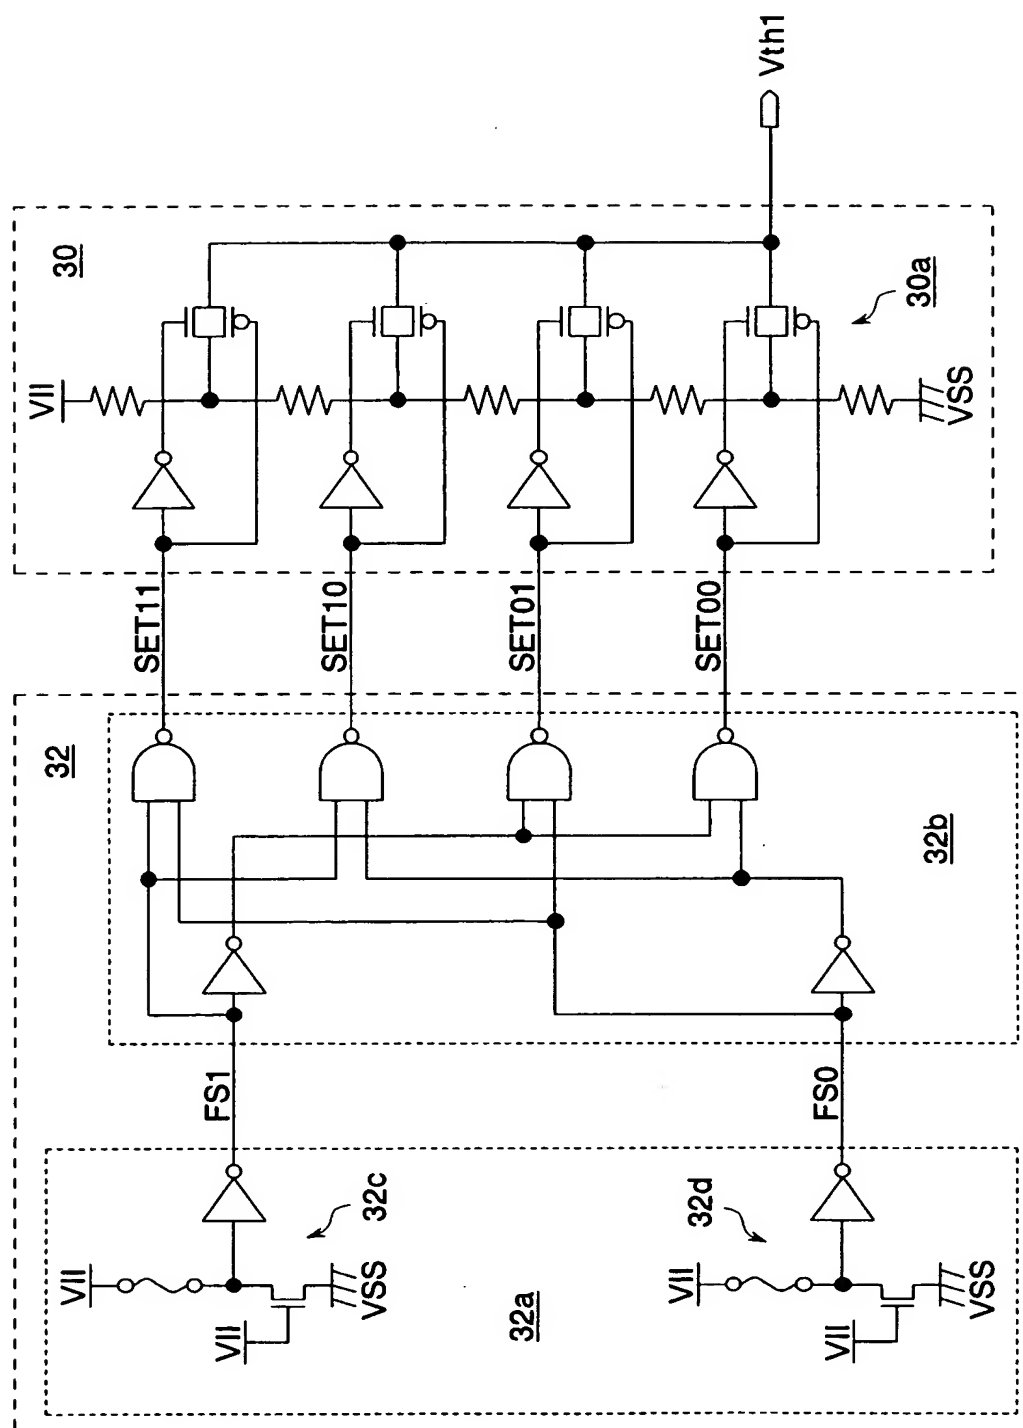 Vth1
30
30a
VII
VSS
SET11
SET10
SET01
SET00
32
32b
FS1
FS0
32c
32d
32a
VII
VSS
VII
VII
VSS
VII